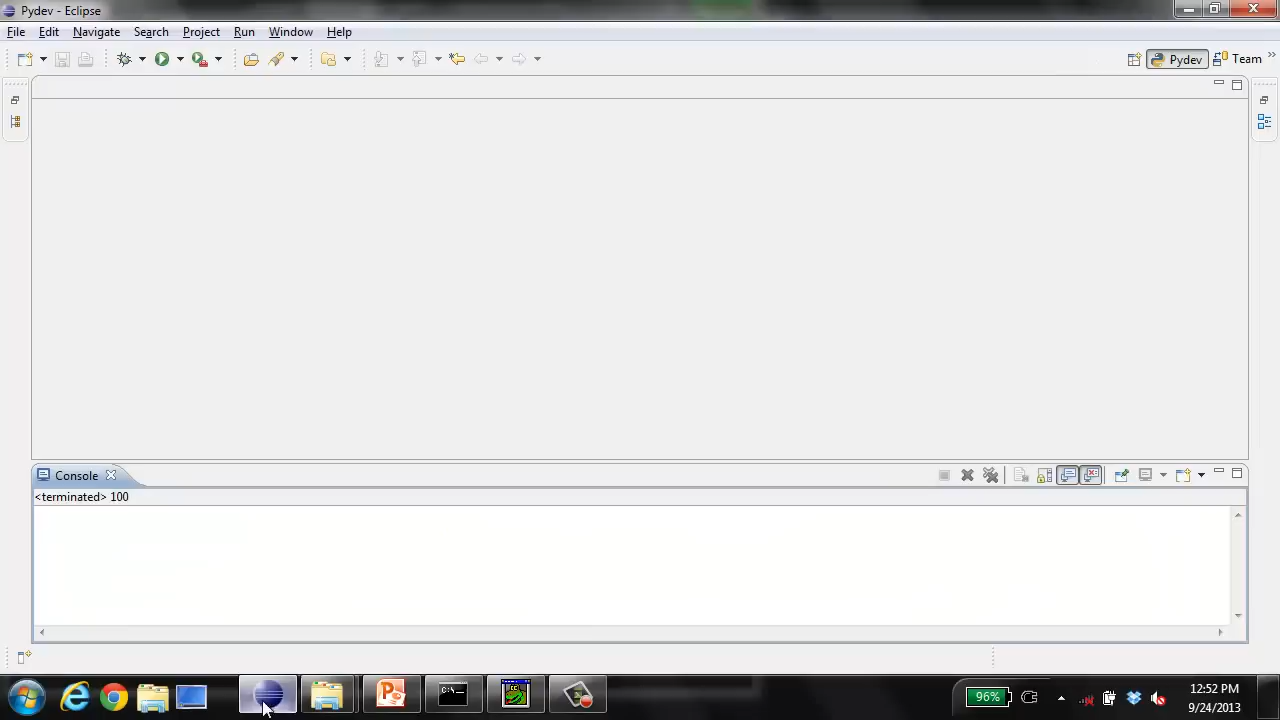 Pydev - Eclipse
File Edit Navigate Search Project Run Window Help
Pydev Team
Console
<terminated> 100
96%
12:52 PM
9/24/2013